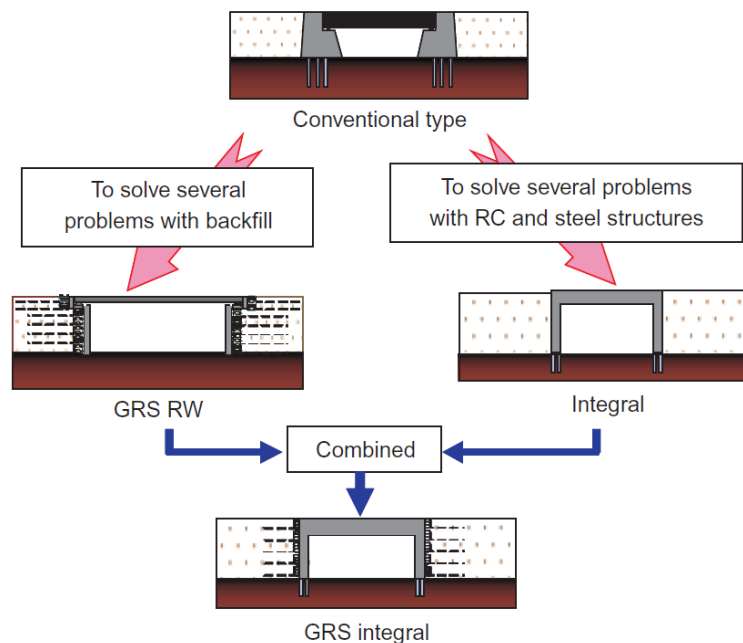 Conventional type
To solve several
problems with backfill
To solve several problems
with RC and steel structures
GRS RW
Integral
Combined
GRS integral